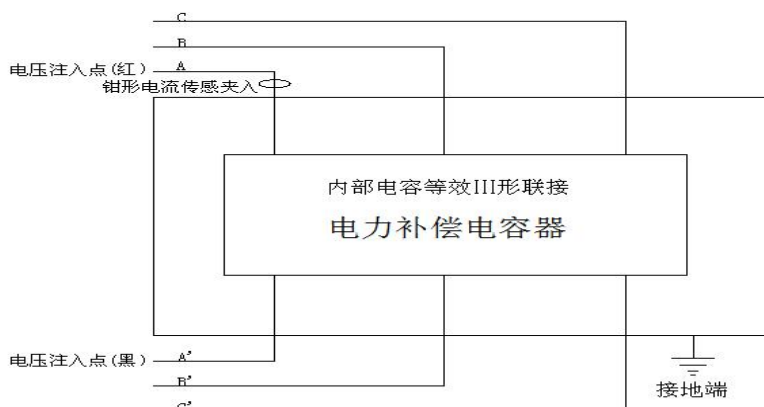 C
B
电压注入点(红) A
钳形电流传感夹入
内部电容等效III形联接
电力补偿电容器
电压注入点(黑) A'
B'
接地端
C'